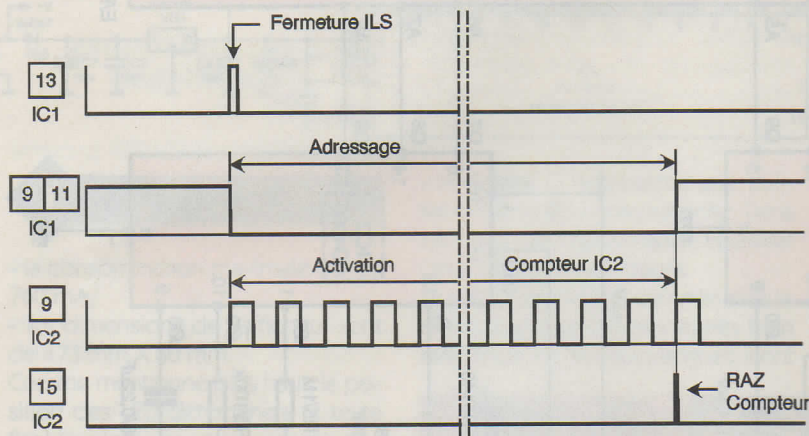 Fermeture ILS
13
IC1
Adressage
9 11
IC1
Activation Compteur IC2
9
IC2
15
IC2
RAZ
Compteur